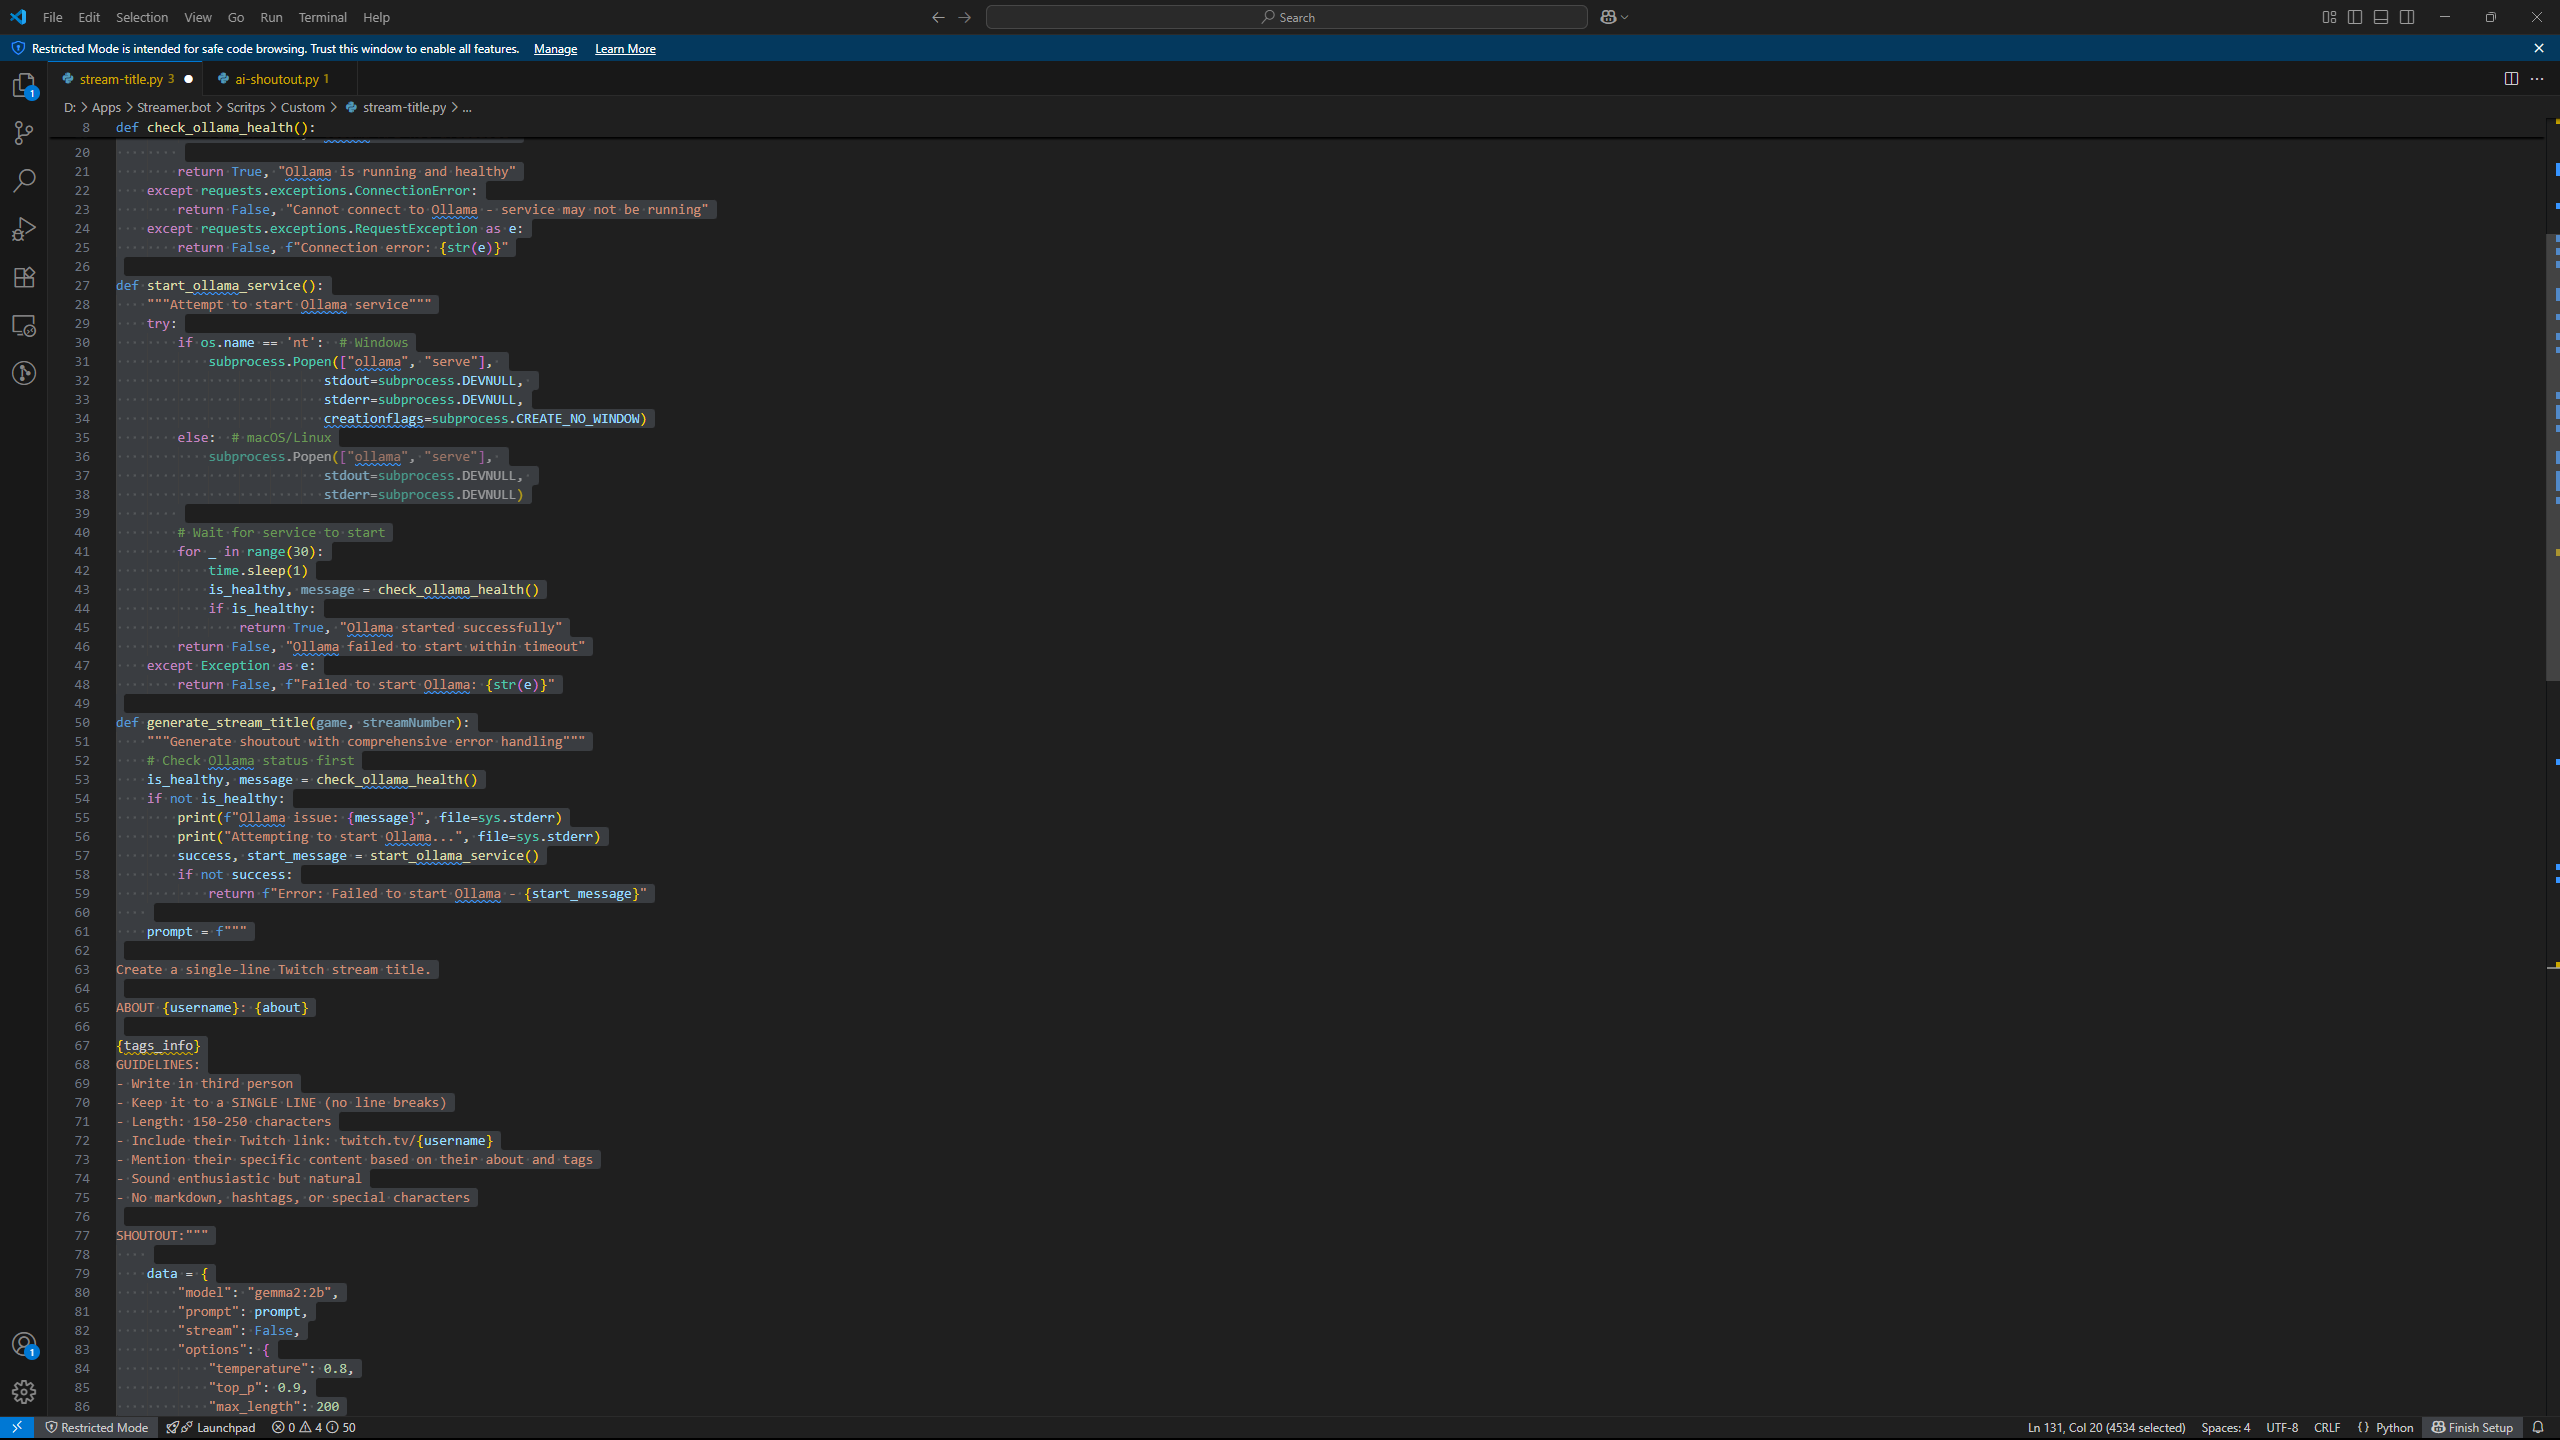 File Edit Selection View Go Run Terminal Help
Search
Restricted Mode is intended for safe code browsing. Trust this window to enable all features. Manage Learn More
stream-title.py 3
ai-shoutout.py 1
D: > Apps > Streamer.bot > Scritps > Custom > stream-title.py > ...
8 def check_ollama_health():
20
21 return True, "Ollama is running and healthy"
22 except requests.exceptions.ConnectionError:
23 return False, "Cannot connect to Ollama - service may not be running"
24 except requests.exceptions.RequestException as e:
25 return False, f"Connection error: {str(e)}"
26
27 def start_ollama_service():
28 """Attempt to start Ollama service"""
29 try:
30 if os.name == 'nt': # Windows
31 subprocess.Popen(["ollama", "serve"],
32 stdout=subprocess.DEVNULL,
33 stderr=subprocess.DEVNULL,
34 creationflags=subprocess.CREATE_NO_WINDOW)
35 else: # macOS/Linux
36 subprocess.Popen(["ollama", "serve"],
37 stdout=subprocess.DEVNULL,
38 stderr=subprocess.DEVNULL)
39
40 # Wait for service to start
41 for _ in range(30):
42 time.sleep(1)
43 is_healthy, message = check_ollama_health()
44 if is_healthy:
45 return True, "Ollama started successfully"
46 return False, "Ollama failed to start within timeout"
47 except Exception as e:
48 return False, f"Failed to start Ollama: {str(e)}"
49
50 def generate_stream_title(game, streamNumber):
51 """Generate shoutout with comprehensive error handling"""
52 # Check Ollama status first
53 is_healthy, message = check_ollama_health()
54 if not is_healthy:
55 print(f"Ollama issue: {message}", file=sys.stderr)
56 print("Attempting to start Ollama...", file=sys.stderr)
57 success, start_message = start_ollama_service()
58 if not success:
59 return f"Error: Failed to start Ollama - {start_message}"
60
61 prompt = f"""
62
63 Create a single-line Twitch stream title.
64
65 ABOUT {username}: {about}
66
67 {tags_info}
68 GUIDELINES:
69 - Write in third person
70 - Keep it to a SINGLE LINE (no line breaks)
71 - Length: 150-250 characters
72 - Include their Twitch link: twitch.tv/{username}
73 - Mention their specific content based on their about and tags
74 - Sound enthusiastic but natural
75 - No markdown, hashtags, or special characters
76
77 SHOUTOUT:"""
78
79 data = {
80 "model": "gemma2:2b",
81 "prompt": prompt,
82 "stream": False,
83 "options": {
84 "temperature": 0.8,
85 "top_p": 0.9,
86 "max_length": 200
1
1
Restricted Mode Launchpad 0 4 50 Ln 131, Col 20 (4534 selected) Spaces: 4 UTF-8 CRLF {} Python Finish Setup